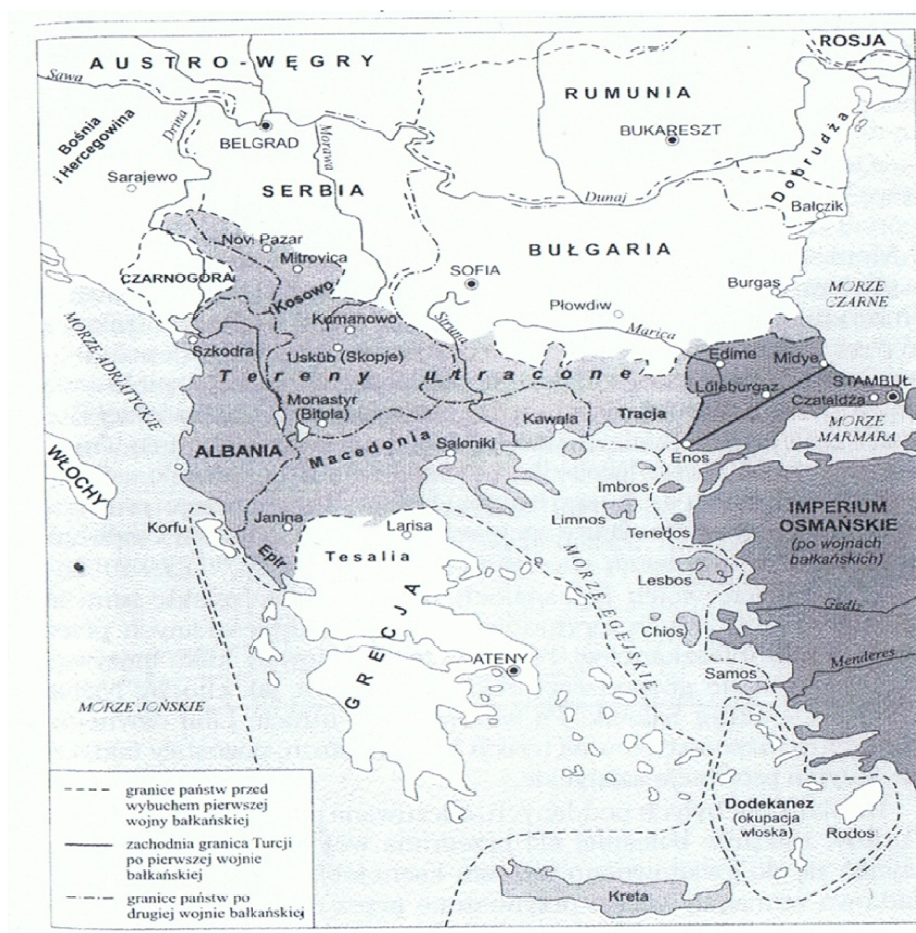 ROSJA
AUSTRO-WĘGRY
Sawa
RUMUNIA
Bośnia
i Hercegowina
Drina
BELGRAD
Morawa
BUKARESZT
Dobrudża
Sarajewo
SERBIA
Dunaj
Bałczik
Novi Pazar
BUŁGARIA
Mitrovica
SOFIA
CZARNOGÓRA
Kosowo
Burgas
MORZE
CZARNE
Płowdiw
Kumanowo
Struma
Marica
MORZE ADRIATYCKIE
Szkodra
Usküb (Skopje)
Edirne
Midye
Tereny utracone
STAMBUŁ
Monastyr
(Bitola)
Lüleburgaz
Czataldża
Kawala
Tracja
MORZE
MARMARA
ALBANIA
Macedonia
Saloniki
Enos
WŁOCHY
Imbros
IMPERIUM
OSMAŃSKIE
(po wojnach
bałkańskich)
Korfu
Janina
Larisa
Limnos
Tenedos
Epir
Tesalia
MORZE EGEJSKIE
Lesbos
Gediz
GRECJA
Chios
ATENY
Menderes
Samos
MORZE JOŃSKIE
granice państw przed
wybuchem pierwszej
wojny bałkańskiej
Dodekanez
(okupacja
włoska)
Rodos
zachodnia granica Turcji
po pierwszej wojnie
bałkańskiej
granice państw po
drugiej wojnie bałkańskiej
Kreta